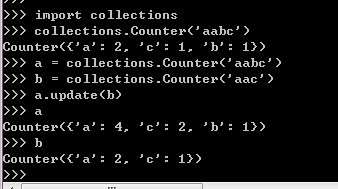 >>> import collections
>>> collections.Counter('aabc')
Counter({'a': 2, 'c': 1, 'b': 1})
>>> a = collections.Counter('aabc')
>>> b = collections.Counter('aac')
>>> a.update(b)
>>> a
Counter({'a': 4, 'c': 2, 'b': 1})
>>> b
Counter({'a': 2, 'c': 1})
>>>